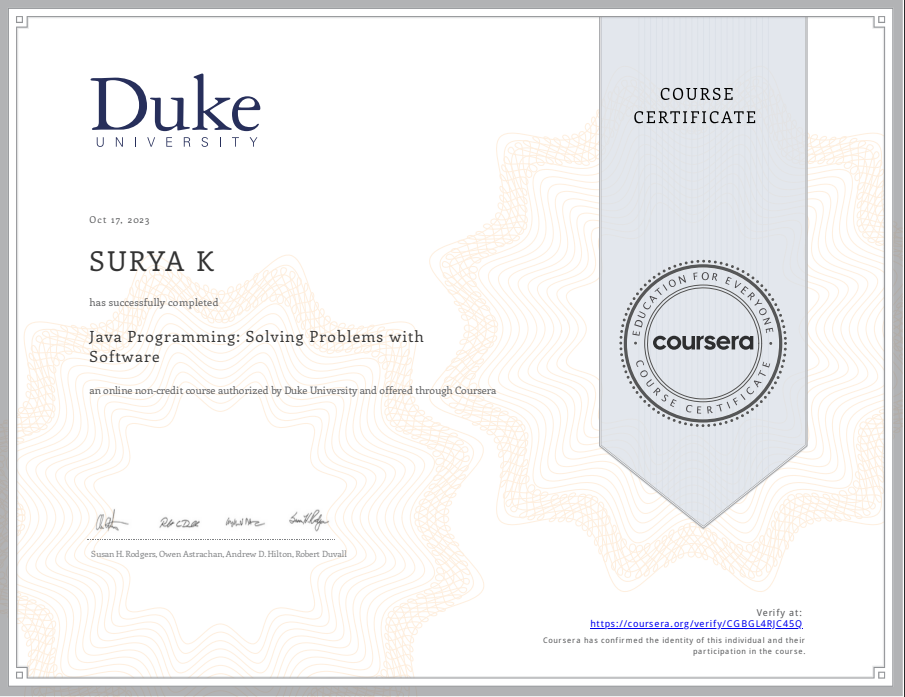 Duke
UNIVERSITY
COURSE
CERTIFICATE
Oct 17, 2023
SURYA K
has successfully completed
Java Programming: Solving Problems with
Software
an online non-credit course authorized by Duke University and offered through Coursera
EDUCATION FOR EVERYONE
coursera
COURSE CERTIFICATE
Susan H. Rodgers, Owen Astrachan, Andrew D. Hilton, Robert Duvall
Verify at:
https://coursera.org/verify/CGBGL4RJC45Q
Coursera has confirmed the identity of this individual and their
participation in the course.